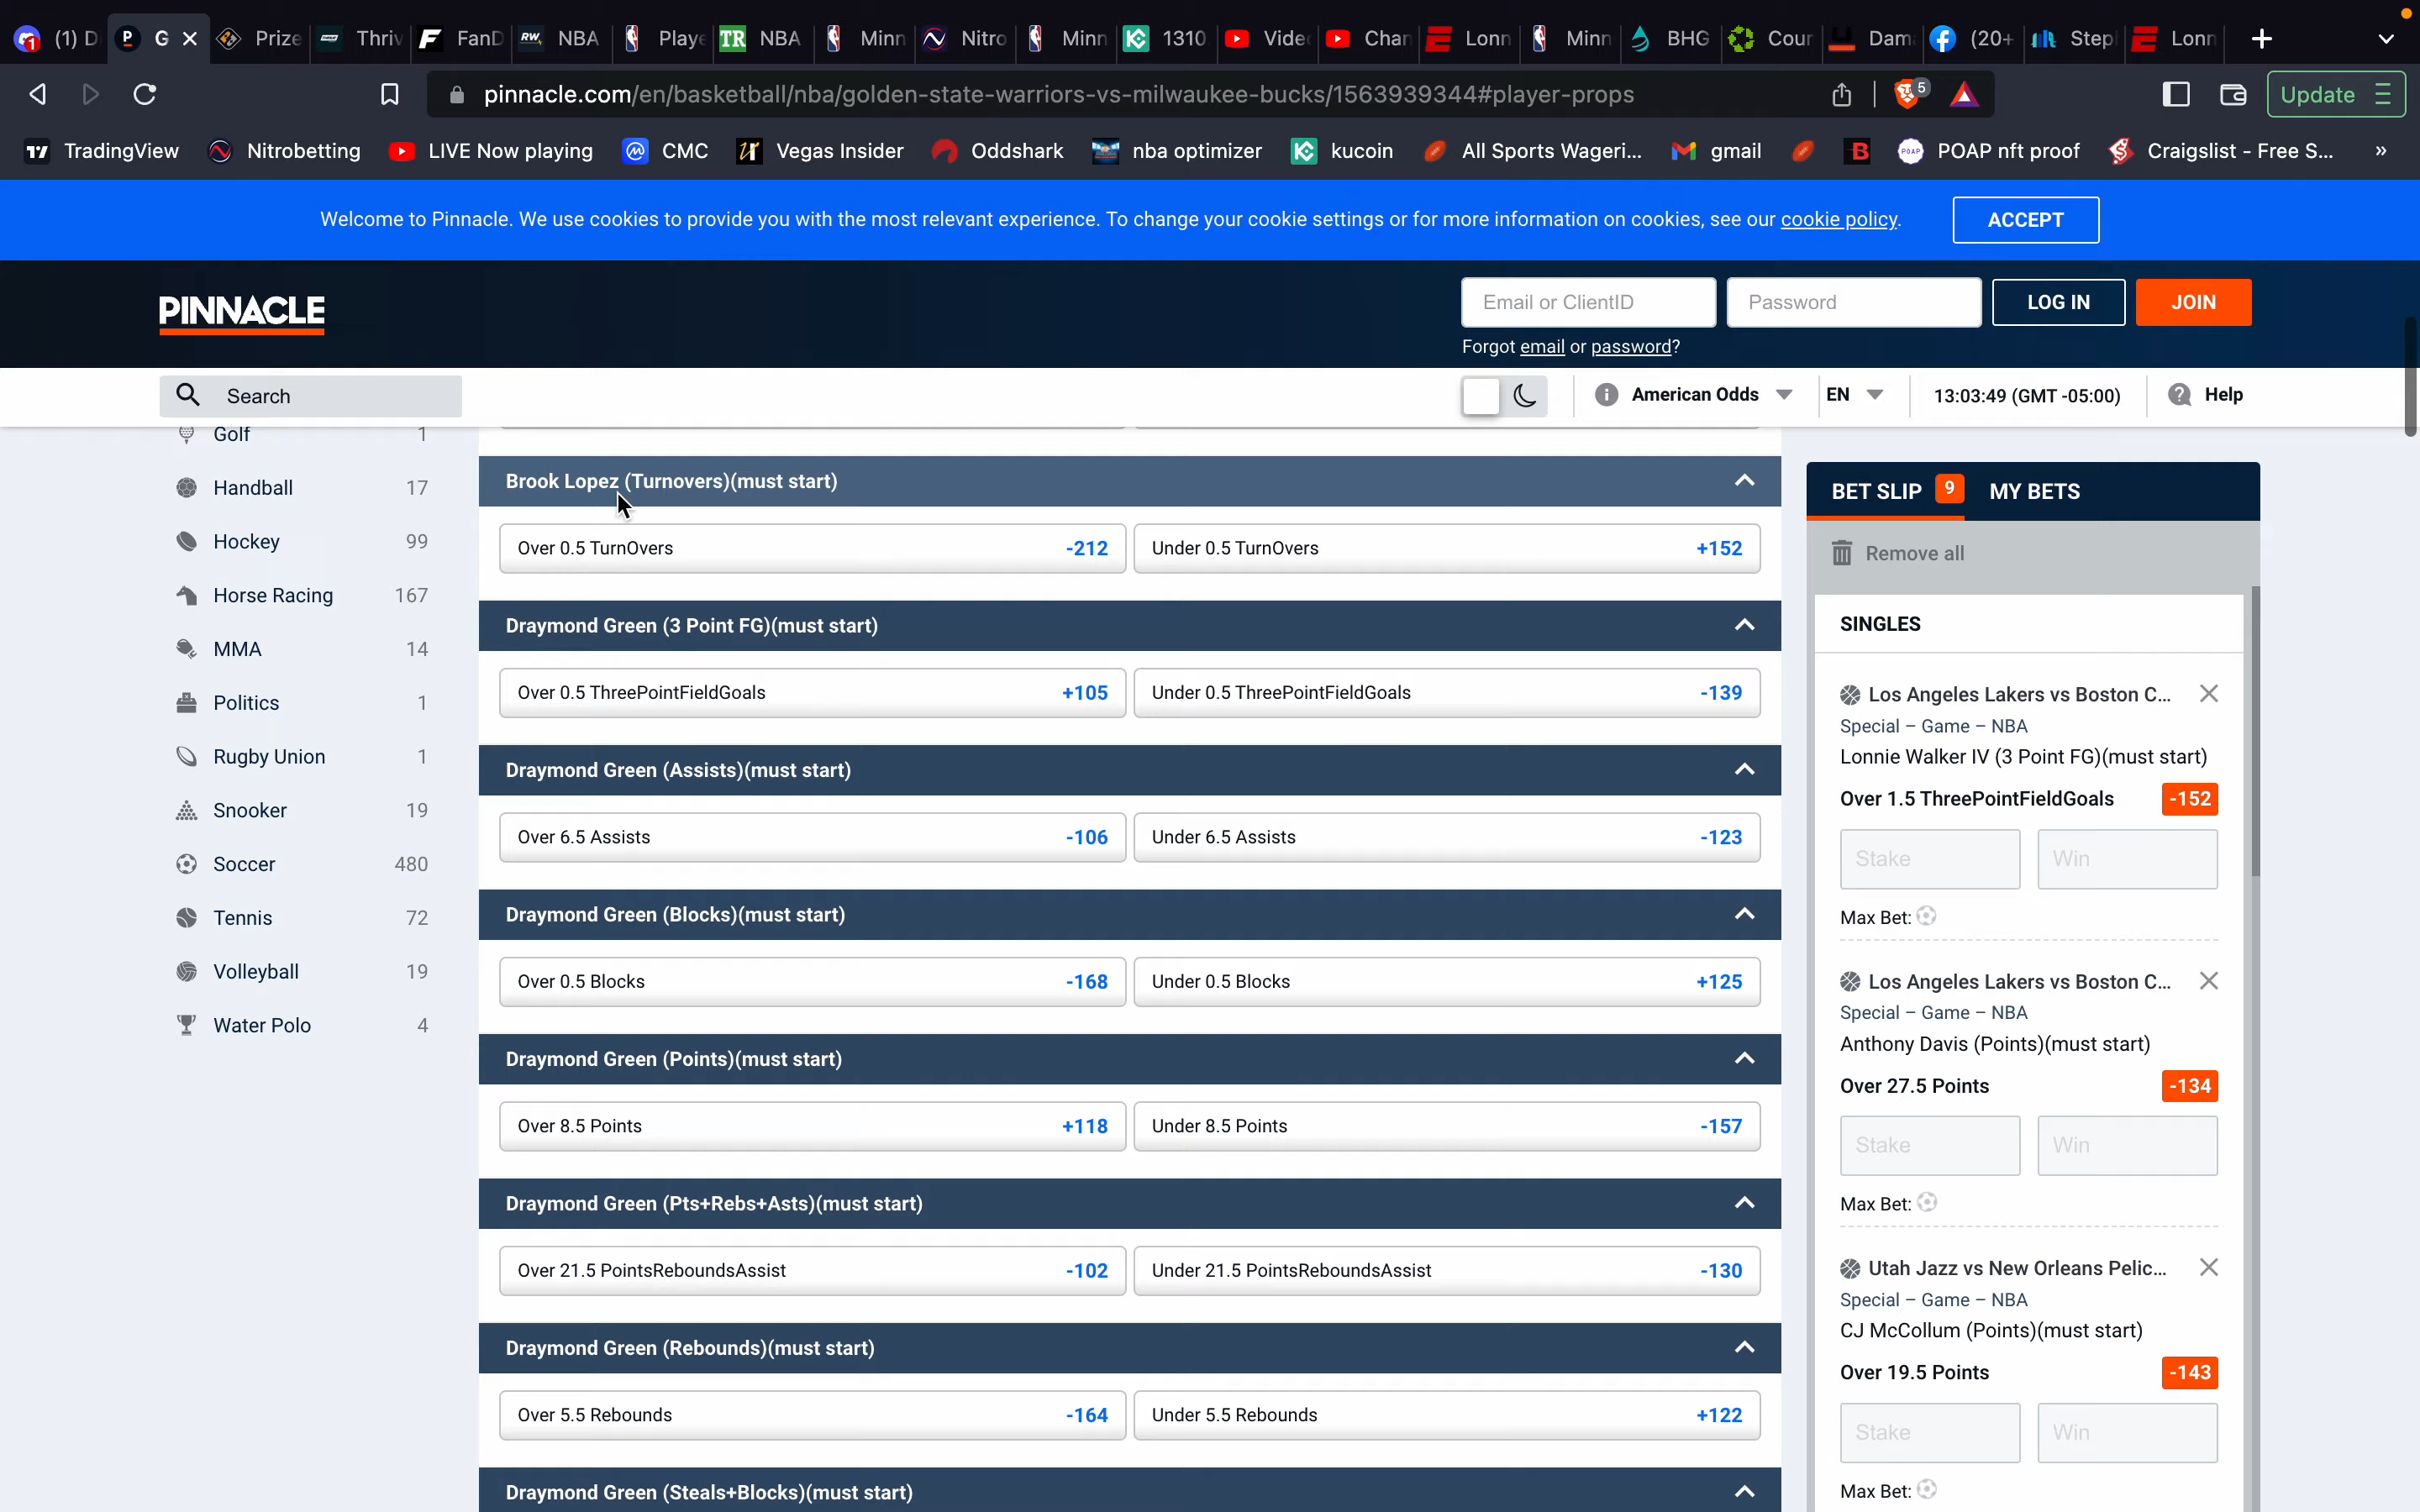 (1) D
G
Prize
Thriv
FanD
NBA
Playe
NBA
Minn
Nitro
Minn
1310
Vide
Chan
Lonn
Minn
BHG
Cour
Dam
(20+
Step
Lonn
pinnacle.com/en/basketball/nba/golden-state-warriors-vs-milwaukee-bucks/1563939344#player-props
5
Update
TradingView
Nitrobetting
LIVE Now playing
CMC
Vegas Insider
Oddshark
nba optimizer
kucoin
All Sports Wageri...
gmail
POAP nft proof
Craigslist - Free S...
»
Welcome to Pinnacle. We use cookies to provide you with the most relevant experience. To change your cookie settings or for more information on cookies, see our cookie policy.
ACCEPT
PINNACLE
Email or ClientID
Password
LOG IN
JOIN
Forgot email or password?
Search
American Odds
EN
13:03:49 (GMT -05:00)
Help
Golf 1
Handball 17
Hockey 99
Horse Racing 167
MMA 14
Politics 1
Rugby Union 1
Snooker 19
Soccer 480
Tennis 72
Volleyball 19
Water Polo 4
Brook Lopez (Turnovers)(must start)
Over 0.5 TurnOvers -212
Under 0.5 TurnOvers +152
Draymond Green (3 Point FG)(must start)
Over 0.5 ThreePointFieldGoals +105
Under 0.5 ThreePointFieldGoals -139
Draymond Green (Assists)(must start)
Over 6.5 Assists -106
Under 6.5 Assists -123
Draymond Green (Blocks)(must start)
Over 0.5 Blocks -168
Under 0.5 Blocks +125
Draymond Green (Points)(must start)
Over 8.5 Points +118
Under 8.5 Points -157
Draymond Green (Pts+Rebs+Asts)(must start)
Over 21.5 PointsReboundsAssist -102
Under 21.5 PointsReboundsAssist -130
Draymond Green (Rebounds)(must start)
Over 5.5 Rebounds -164
Under 5.5 Rebounds +122
Draymond Green (Steals+Blocks)(must start)
BET SLIP 9
MY BETS
Remove all
SINGLES
Los Angeles Lakers vs Boston C...
Special – Game – NBA
Lonnie Walker IV (3 Point FG)(must start)
Over 1.5 ThreePointFieldGoals -152
Stake
Win
Max Bet:
Los Angeles Lakers vs Boston C...
Special – Game – NBA
Anthony Davis (Points)(must start)
Over 27.5 Points -134
Stake
Win
Max Bet:
Utah Jazz vs New Orleans Pelic...
Special – Game – NBA
CJ McCollum (Points)(must start)
Over 19.5 Points -143
Stake
Win
Max Bet: